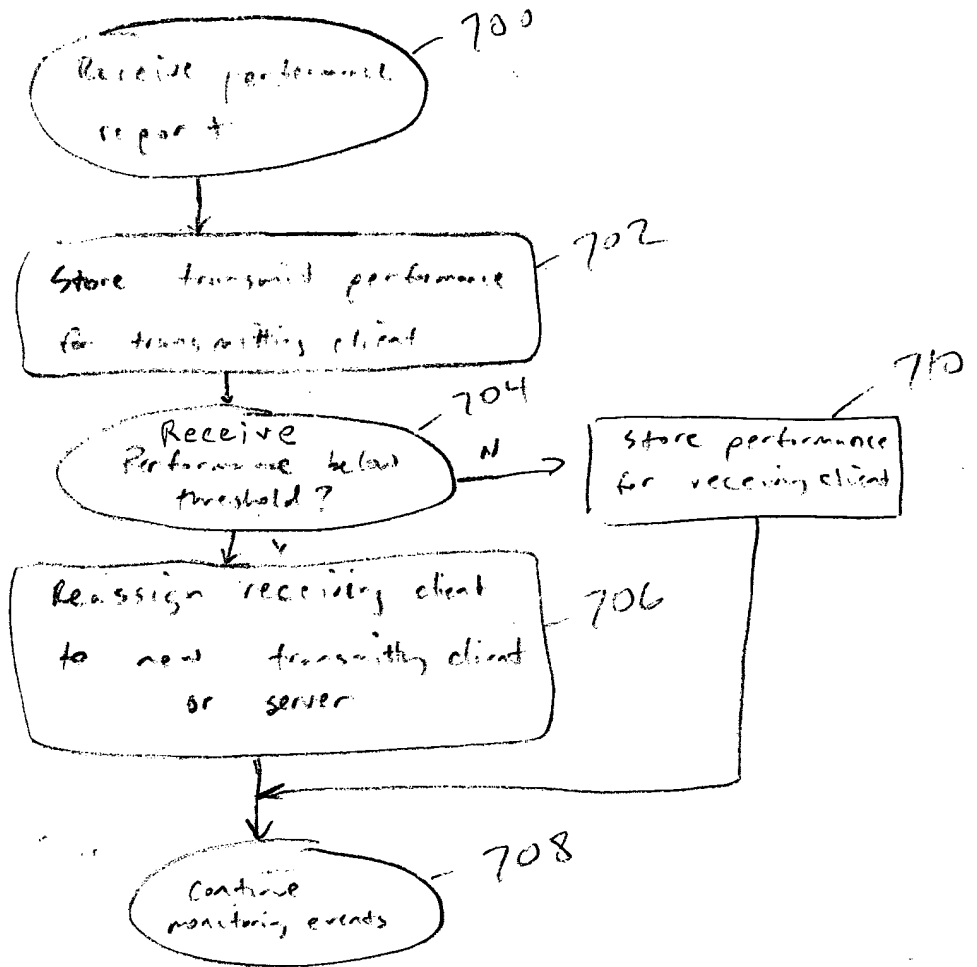 700
Receive performance
report
702
Store transmit performance
for transmitting client
704
Receive
Performance below
threshold?
N
710
store performance
for receiving client
Y
Reassign receiving client
to new transmitting client
or server
706
708
Continue
monitoring events